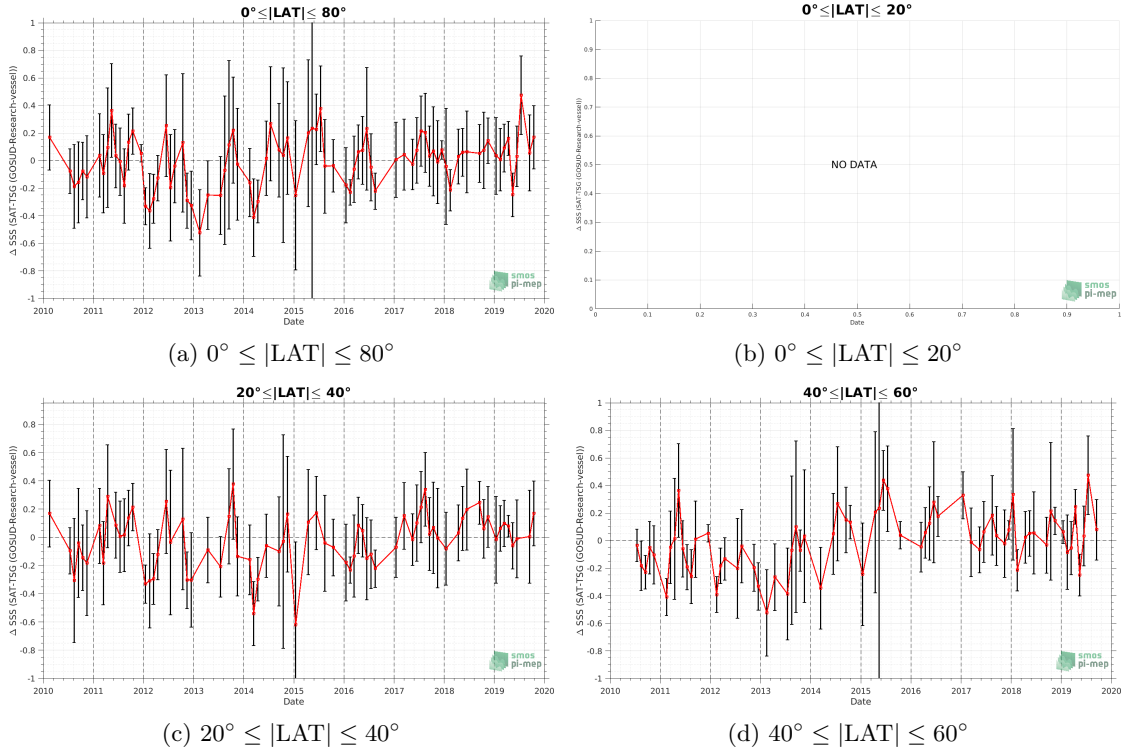 0°≤|LAT|≤ 80°
Δ SSS (SAT-TSG (GOSUD-Research-vessel))
1
0.8
0.6
0.4
0.2
0
-0.2
-0.4
-0.6
-0.8
-1
2010 2011 2012 2013 2014 2015 2016 2017 2018 2019 2020
Date
smos
pi-mep
(a) 0° ≤ |LAT| ≤ 80°
0°≤|LAT|≤ 20°
Δ SSS (SAT-TSG (GOSUD-Research-vessel))
1
0.9
0.8
0.7
0.6
0.5
0.4
0.3
0.2
0.1
0
NO DATA
0 0.1 0.2 0.3 0.4 0.5 0.6 0.7 0.8 0.9 1
Date
smos
pi-mep
(b) 0° ≤ |LAT| ≤ 20°
20°≤|LAT|≤ 40°
Δ SSS (SAT-TSG (GOSUD-Research-vessel))
0.8
0.6
0.4
0.2
0
-0.2
-0.4
-0.6
-0.8
-1
2010 2011 2012 2013 2014 2015 2016 2017 2018 2019 2020
Date
smos
pi-mep
(c) 20° ≤ |LAT| ≤ 40°
40°≤|LAT|≤ 60°
Δ SSS (SAT-TSG (GOSUD-Research-vessel))
1
0.8
0.6
0.4
0.2
0
-0.2
-0.4
-0.6
-0.8
-1
2010 2011 2012 2013 2014 2015 2016 2017 2018 2019 2020
Date
smos
pi-mep
(d) 40° ≤ |LAT| ≤ 60°